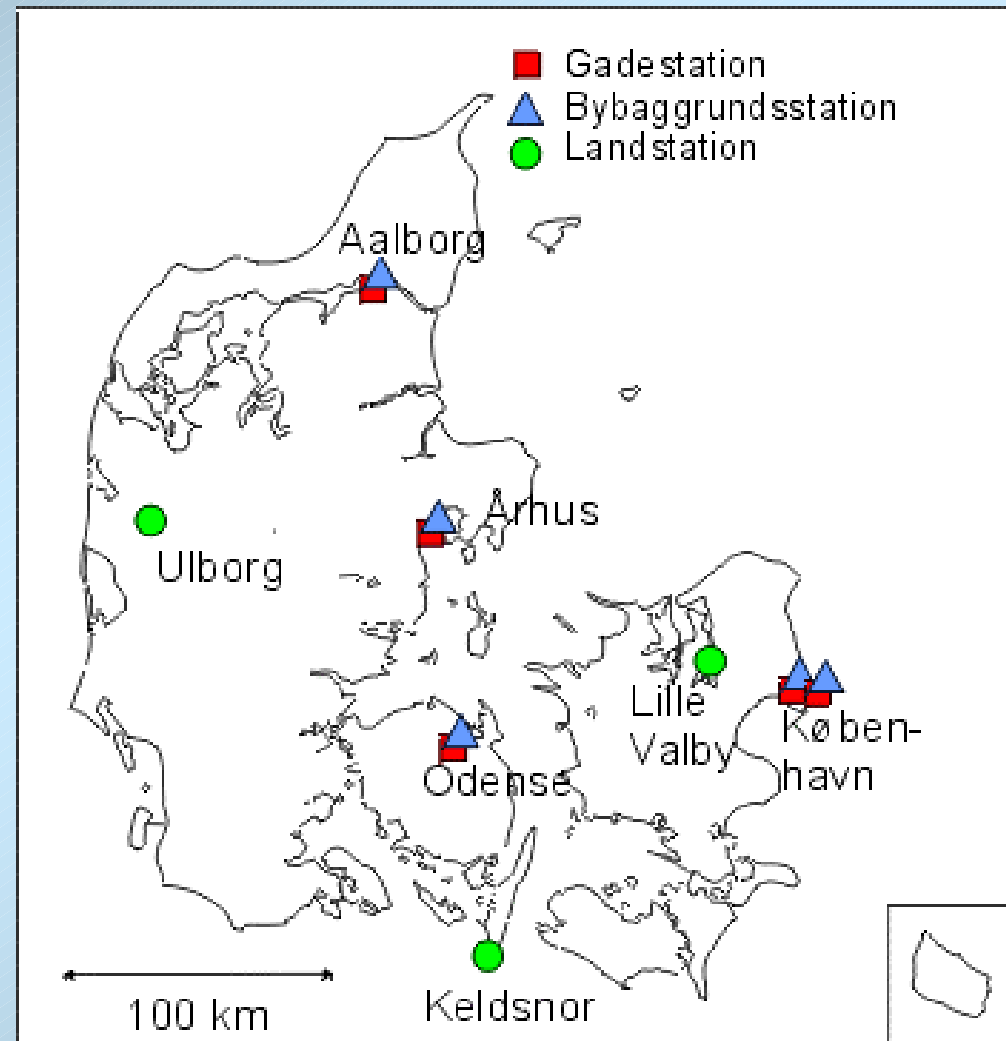 Gadestation
Bybaggrundsstation
Landstation
Aalborg
Århus
Ulborg
Lille
Valby
Køben-
havn
Odense
Keldsnor
100 km